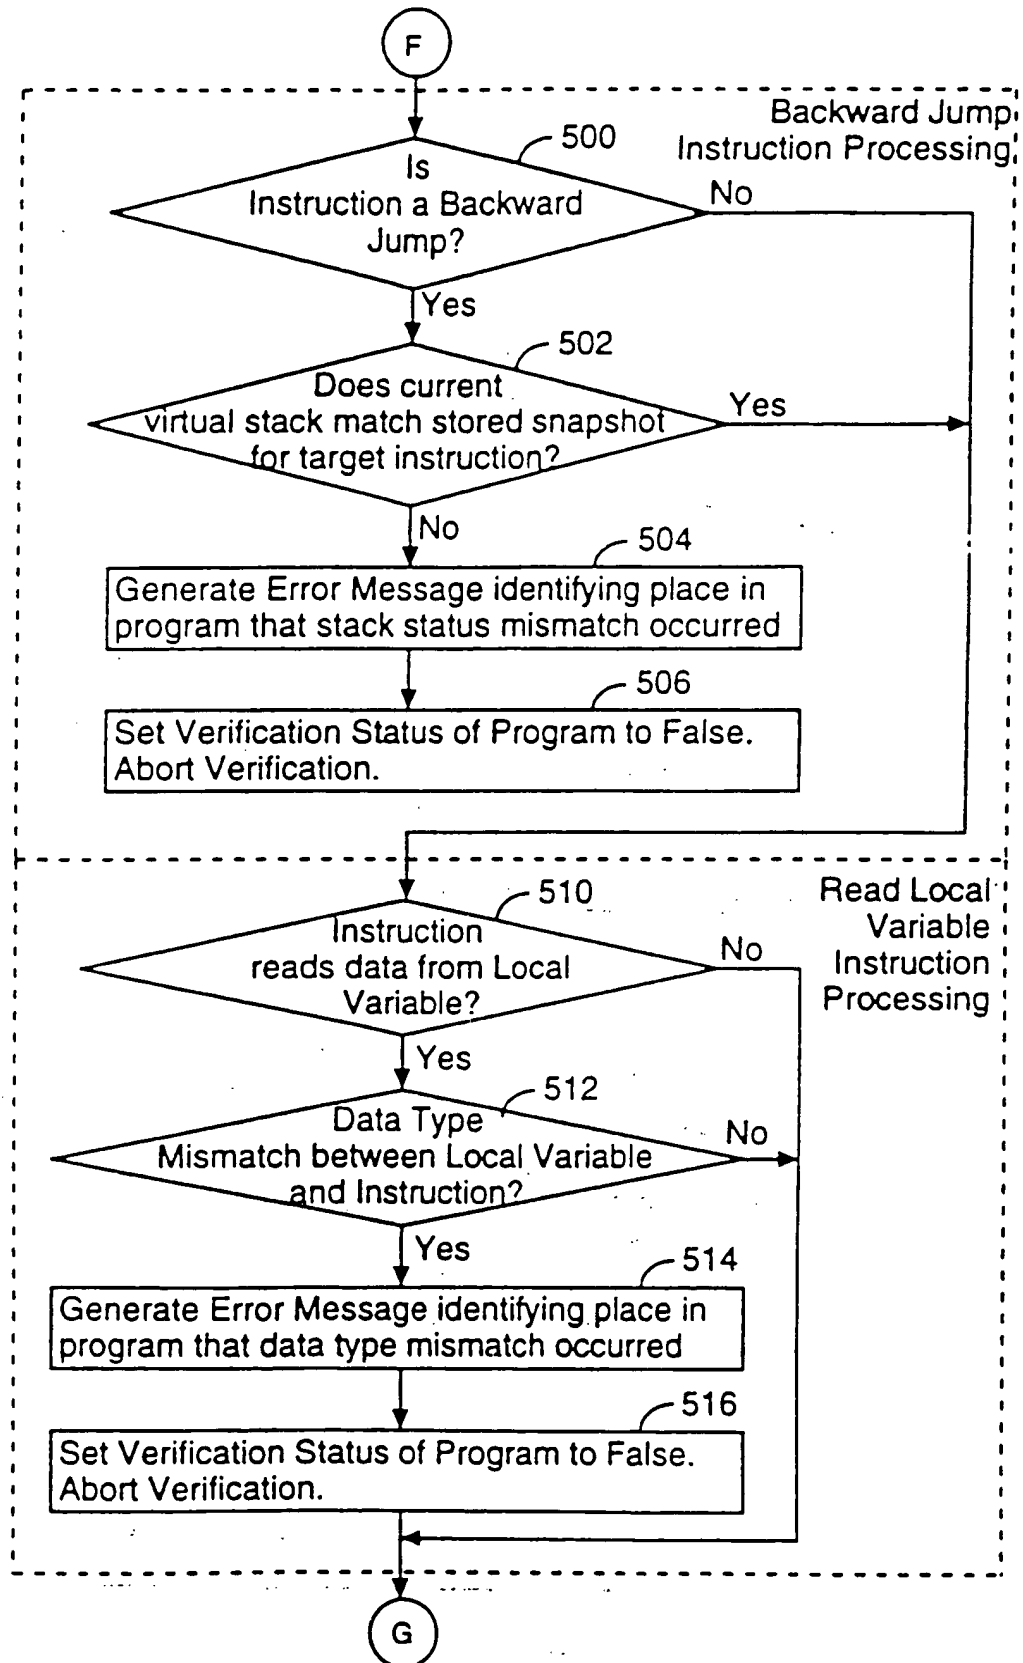 F
Backward Jump
Instruction Processing
500
Is
Instruction a Backward
Jump?
No
Yes
502
Does current
virtual stack match stored snapshot
for target instruction?
Yes
No
504
Generate Error Message identifying place in
program that stack status mismatch occurred
506
Set Verification Status of Program to False.
Abort Verification.
Read Local
Variable
Instruction
Processing
510
Instruction
reads data from Local
Variable?
No
Yes
512
Data Type
Mismatch between Local Variable
and Instruction?
No
Yes
514
Generate Error Message identifying place in
program that data type mismatch occurred
516
Set Verification Status of Program to False.
Abort Verification.
G